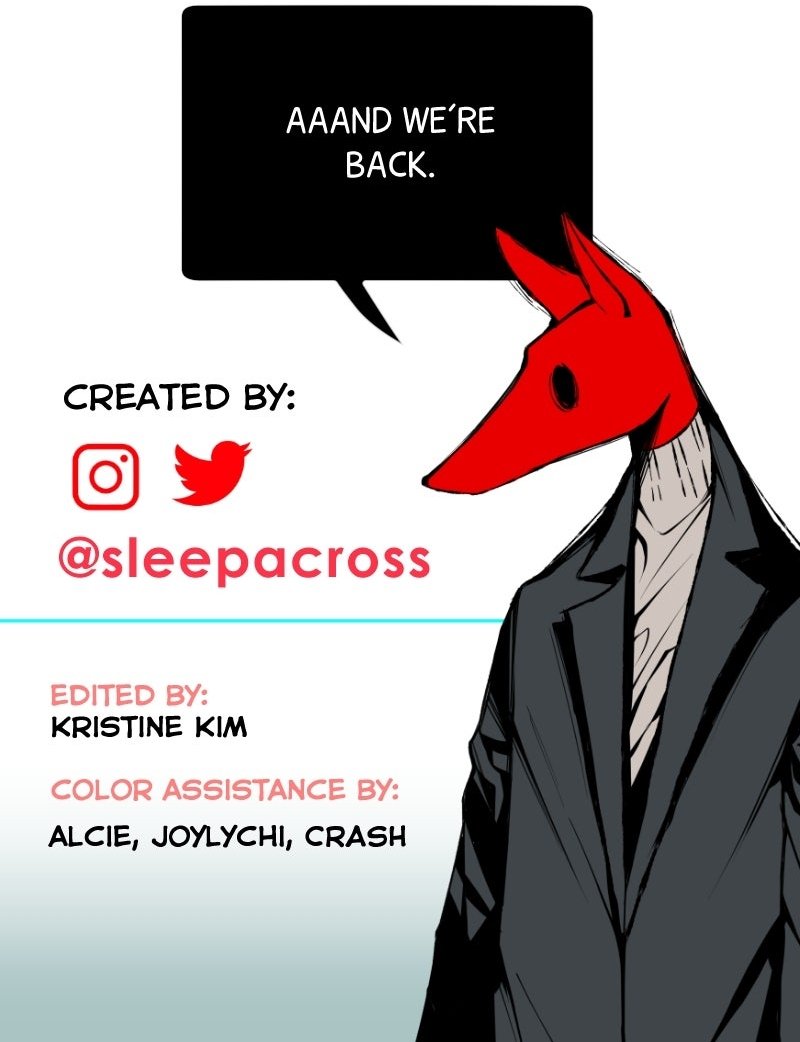 AAAND WE'RE
BACK.
CREATED BY:
@sleepacross
EDITED BY:
KRISTINE KIM
COLOR ASSISTANCE BY:
ALCIE, JOYLYCHI, CRASH